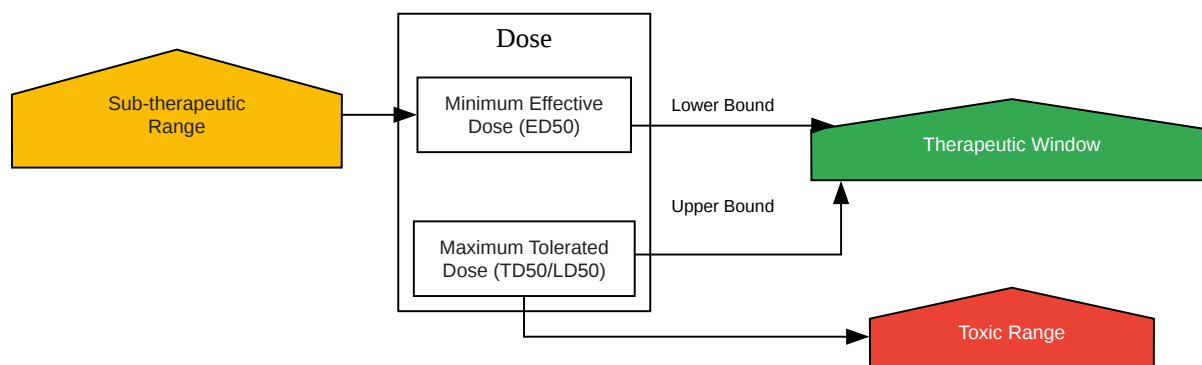 Dose
Sub-therapeutic
Range
Minimum Effective
Dose (ED50)
Lower Bound
Therapeutic Window
Upper Bound
Maximum Tolerated
Dose (TD50/LD50)
Toxic Range